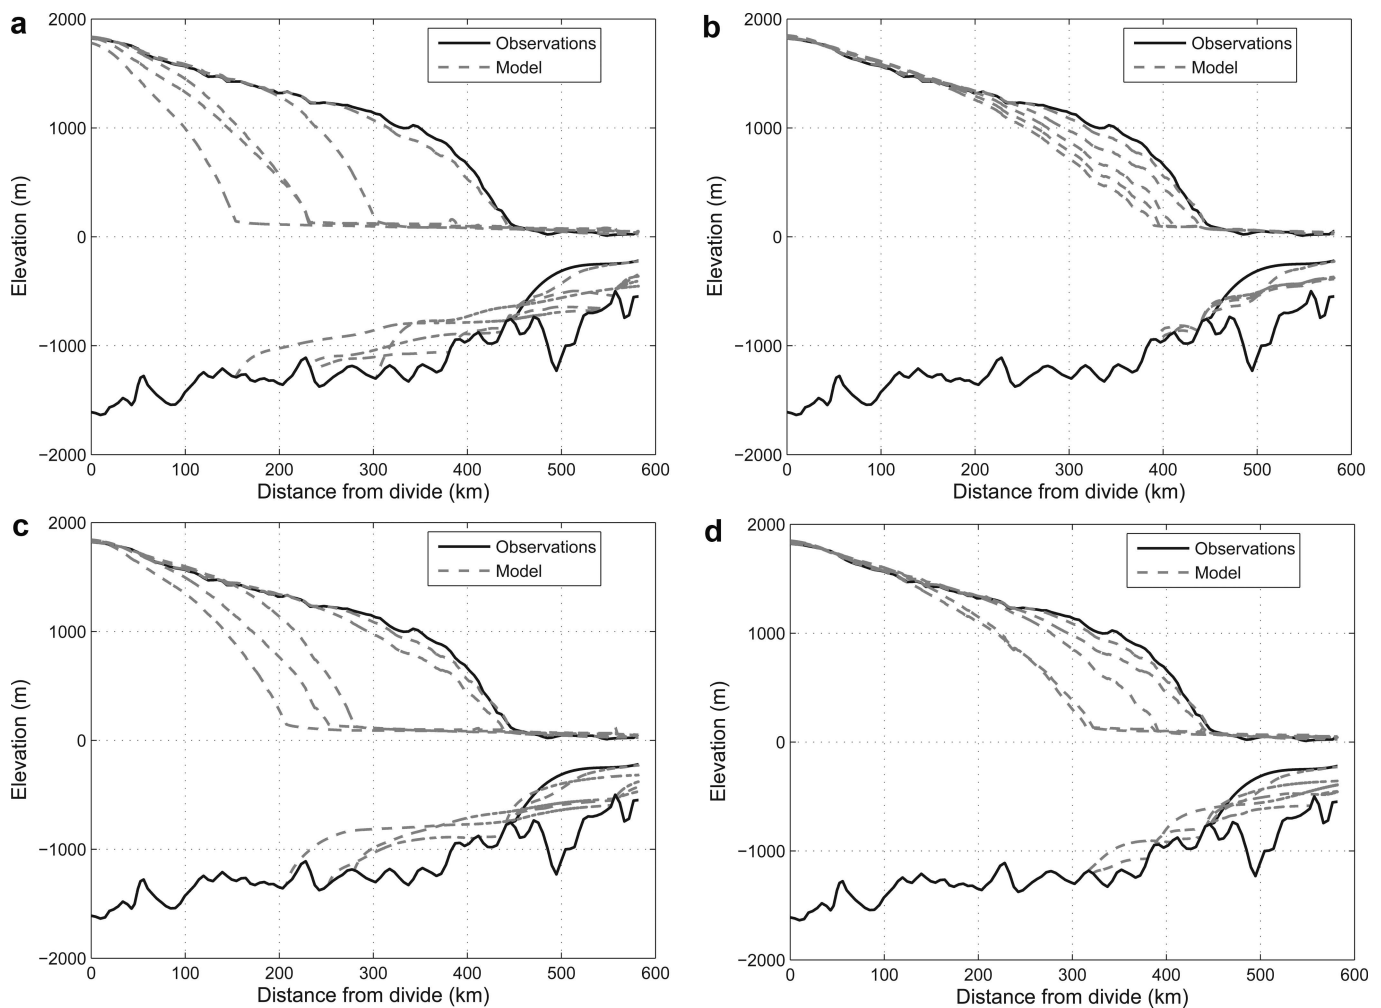 a
2000
1000
0
−1000
−2000
Elevation (m)
Observations
Model
0 100 200 300 400 500 600
Distance from divide (km)
b
2000
1000
0
−1000
−2000
Elevation (m)
Observations
Model
0 100 200 300 400 500 600
Distance from divide (km)
c
2000
1000
0
−1000
−2000
Elevation (m)
Observations
Model
0 100 200 300 400 500 600
Distance from divide (km)
d
2000
1000
0
−1000
−2000
Elevation (m)
Observations
Model
0 100 200 300 400 500 600
Distance from divide (km)